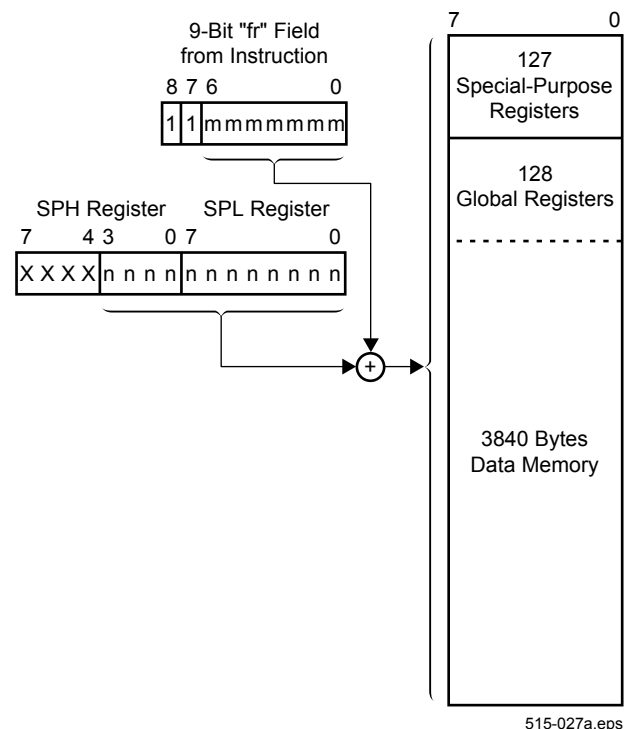 9-Bit "fr" Field
from Instruction
8 7 6 0
1 1 m m m m m m m
SPH Register SPL Register
7 4 3 0 7 0
X X X X n n n n n n n n n n n n
+
7 0
127
Special-Purpose
Registers
128
Global Registers
3840 Bytes
Data Memory
515-027a.eps